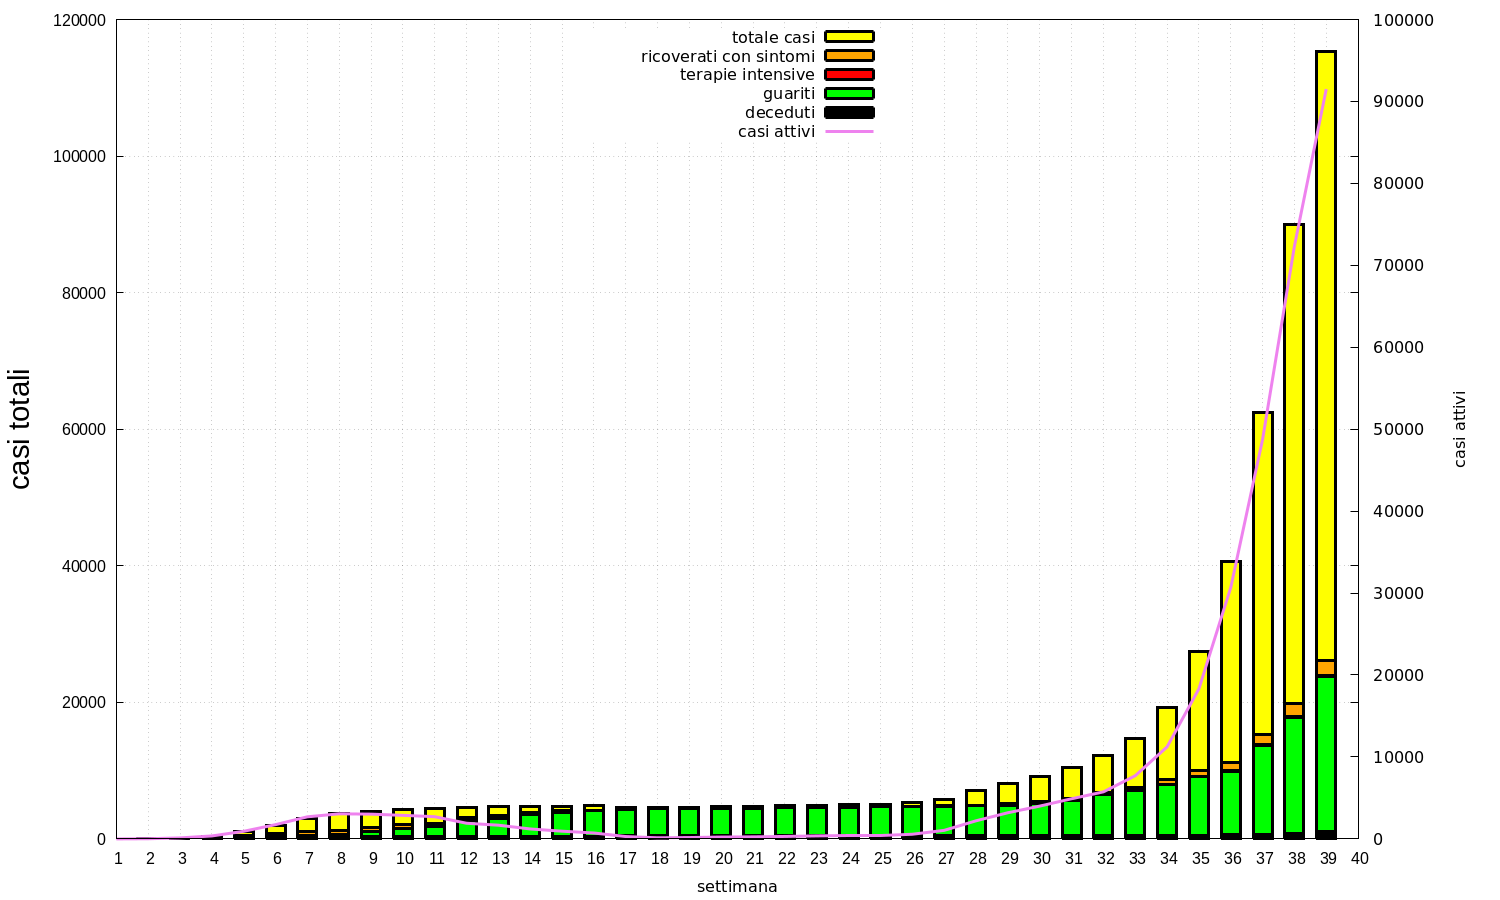 totale casi
ricoverati con sintomi
terapie intensive
guariti
deceduti
casi attivi
casi totali
120000
100000
80000
60000
40000
20000
0
100000
90000
80000
70000
60000
50000
40000
30000
20000
10000
0
casi attivi
1 2 3 4 5 6 7 8 9 10 11 12 13 14 15 16 17 18 19 20 21 22 23 24 25 26 27 28 29 30 31 32 33 34 35 36 37 38 39 40
settimana